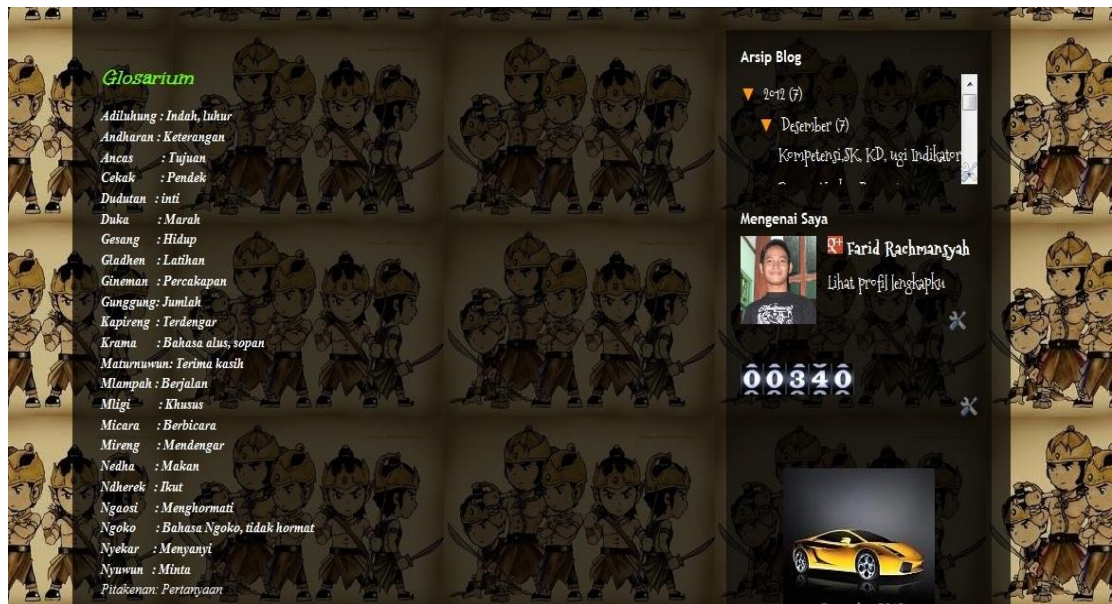 Glosarium
Adiluhung : Indah, luhur
Andharan : Keterangan
Ancas : Tujuan
Cekak : Pendek
Dudutan : inti
Duka : Marah
Gesang : Hidup
Gladhen : Latihan
Gineman : Percakapan
Gunggung: Jumlah
Kapireng : Terdengar
Krama : Bahasa alus, sopan
Maturnuwun: Terima kasih
Mlampah : Berjalan
Mligi : Khusus
Micara : Berbicara
Mireng : Mendengar
Nedha : Makan
Ndherek : Ikut
Ngaosi : Menghormati
Ngoko : Bahasa Ngoko, tidak hormat
Nyekar : Menyanyi
Nyuwun : Minta
Pitakenan: Pertanyaan
Arsip Blog
▼ 2012 (7)
▼ Desember (7)
Kompetensi,SK, KD, ugi Indikator
Mengenai Saya
g+ Farid Rachmansyah
Lihat profil lengkapku
00340